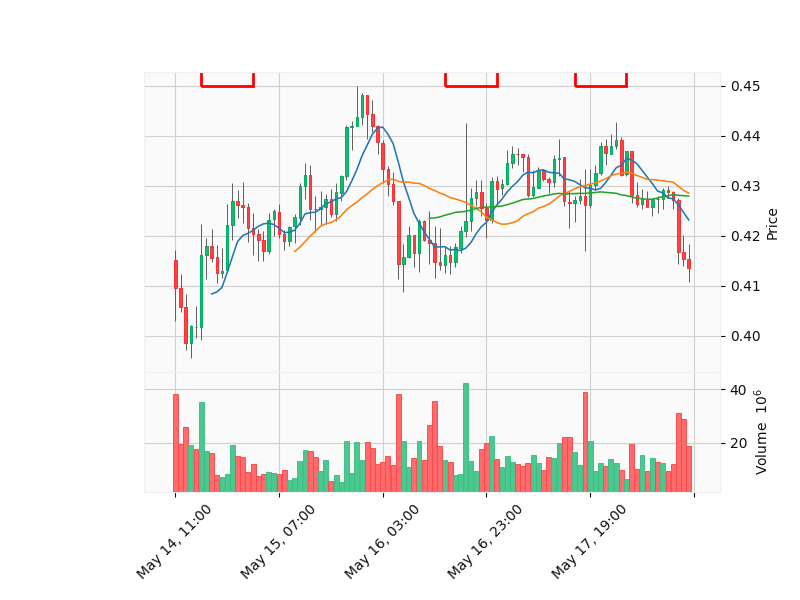 0.45
0.44
0.43
0.42
0.41
0.40
Price
40
20
Volume 10^6
May 14, 11:00
May 15, 07:00
May 16, 03:00
May 16, 23:00
May 17, 19:00